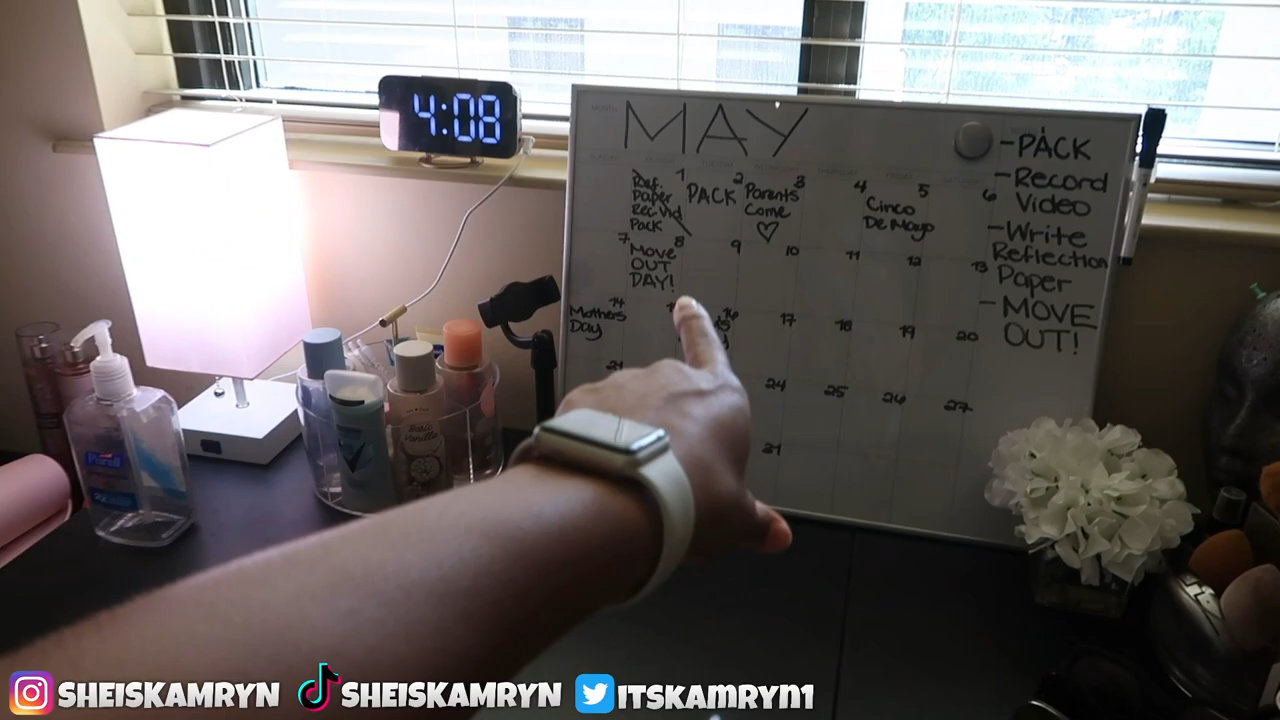 4:08
MAY
1
2
3
4
5
6
Ref.
Paper
Rec. Vid
Pack
PACK
Parents
Come
Cinco
De Mayo
7
8
9
10
11
12
13
Move
OUT
DAY!
14
16
17
18
19
20
Mothers
Day
21
24
25
26
27
31
- PACK
- Record
Video
- Write
Reflection
Paper
- MOVE
OUT!
Purell
SHEISKAMRYN
SHEISKAMRYN
ITSKAMRYN1